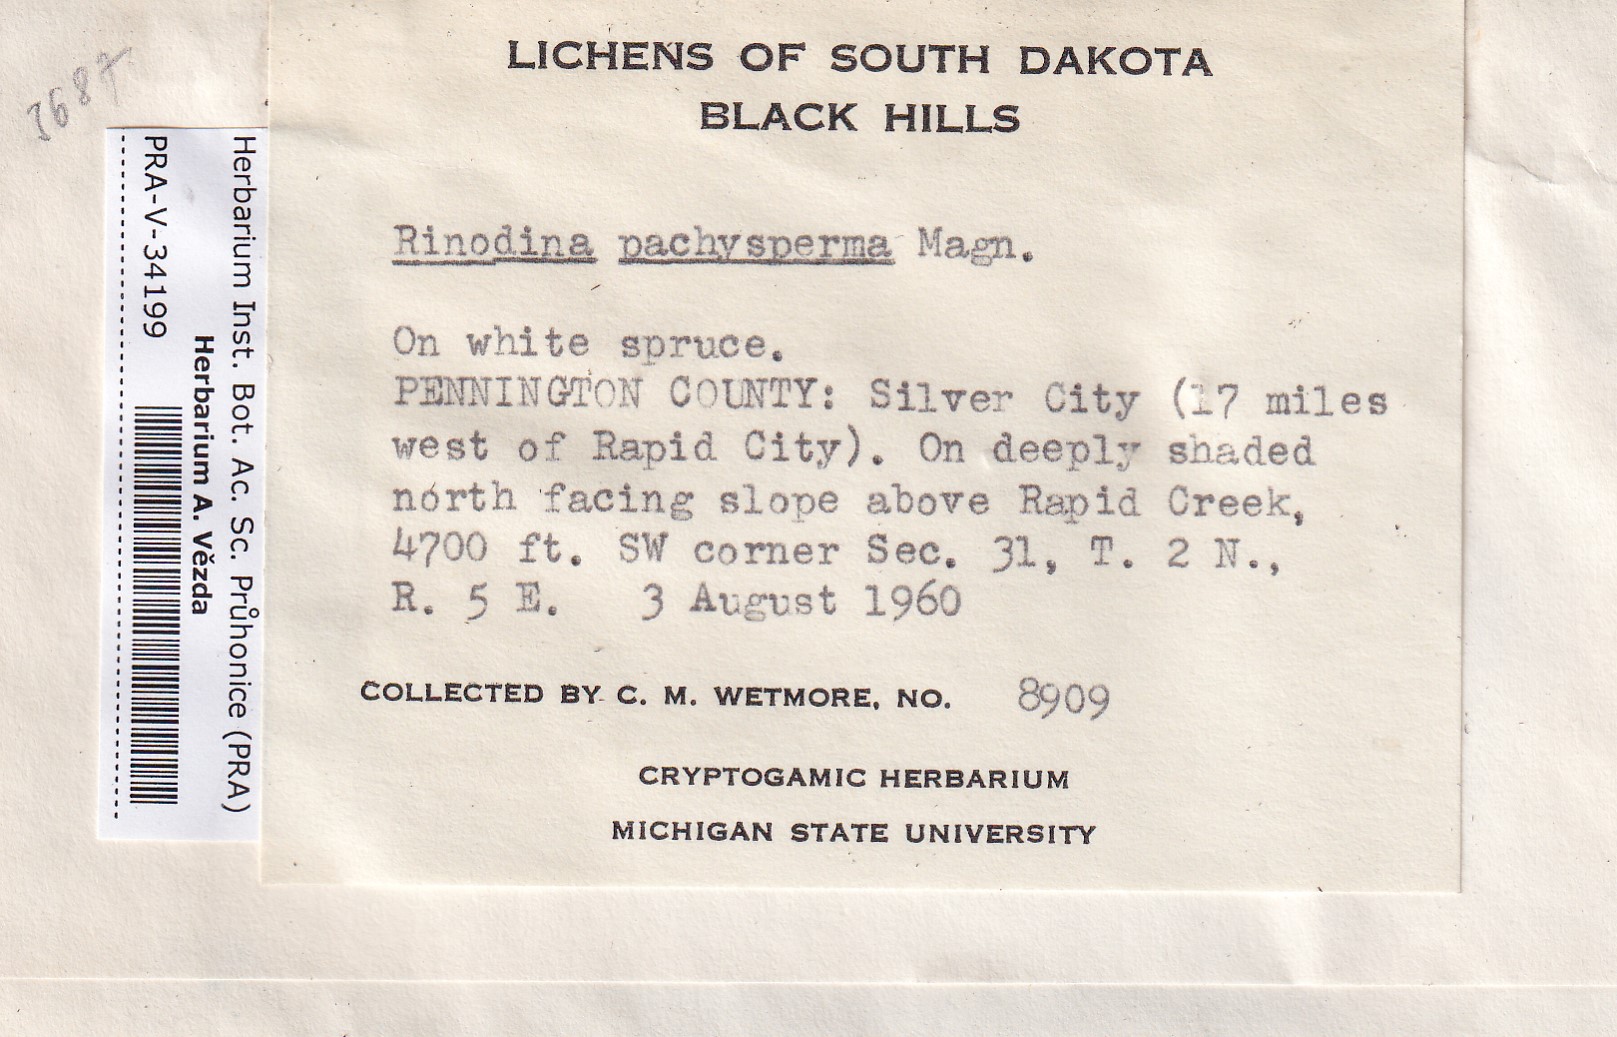 LICHENS OF SOUTH DAKOTA
BLACK HILLS
Rinodina pachysperma Magn.
On white spruce.
PENNINGTON COUNTY: Silver City (17 miles
west of Rapid City). On deeply shaded
north facing slope above Rapid Creek,
4700 ft. SW corner Sec. 31, T. 2 N.,
R. 5 E. 3 August 1960
COLLECTED BY C. M. WETMORE, NO. 8909
CRYPTOGAMIC HERBARIUM
MICHIGAN STATE UNIVERSITY
Herbarium Inst. Bot. Ac. Sc. Průhonice (PRA)
Herbarium A. Vězda
PRA-V-34199